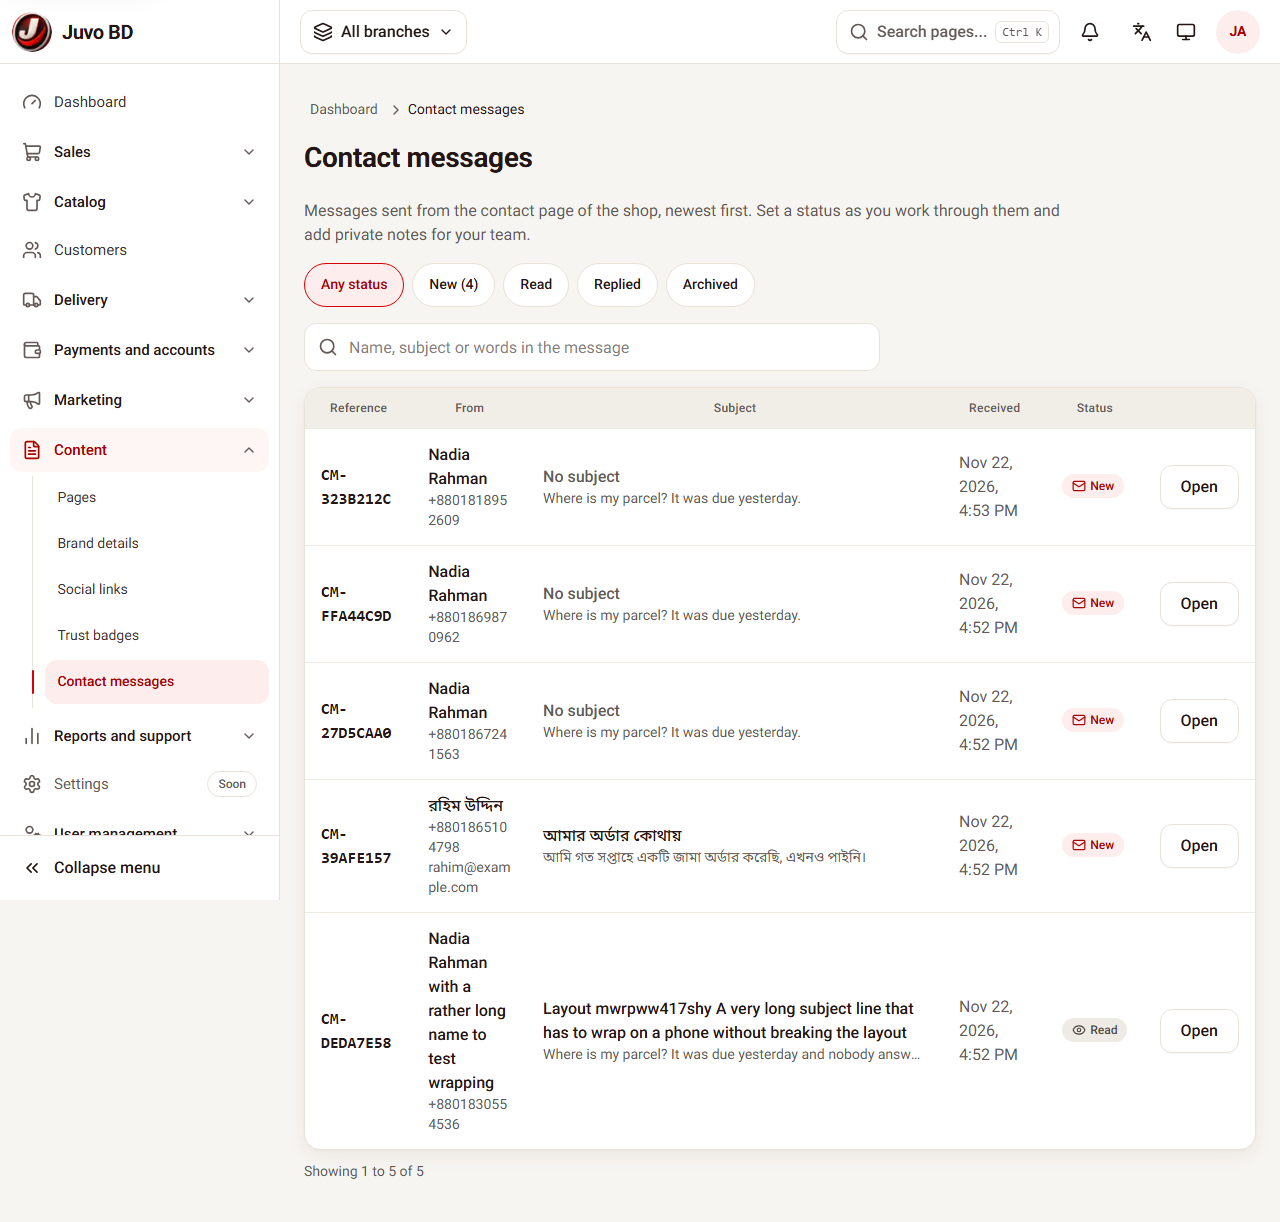 Juvo BD
All branches
Search pages... Ctrl K
JA
Dashboard
Sales
Catalog
Customers
Delivery
Payments and accounts
Marketing
Content
Pages
Brand details
Social links
Trust badges
Contact messages
Reports and support
Settings Soon
User management
Collapse menu
Dashboard > Contact messages
Contact messages
Messages sent from the contact page of the shop, newest first. Set a status as you work through them and
add private notes for your team.
Any status New (4) Read Replied Archived
Name, subject or words in the message
Reference From Subject Received Status
CM-
323B212C
Nadia
Rahman
+880181895
2609
No subject
Where is my parcel? It was due yesterday.
Nov 22,
2026,
4:53 PM
New
Open
CM-
FFA44C9D
Nadia
Rahman
+880186987
0962
No subject
Where is my parcel? It was due yesterday.
Nov 22,
2026,
4:52 PM
New
Open
CM-
27D5CAA0
Nadia
Rahman
+880186724
1563
No subject
Where is my parcel? It was due yesterday.
Nov 22,
2026,
4:52 PM
New
Open
CM-
39AFE157
রহিম উদ্দিন
+880186510
4798
rahim@exam
ple.com
আমার অর্ডার কোথায়
আমি গত সপ্তাহে একটি জামা অর্ডার করেছি, এখনও পাইনি।
Nov 22,
2026,
4:52 PM
New
Open
CM-
DEDA7E58
Nadia
Rahman
with a
rather long
name to
test
wrapping
+880183055
4536
Layout mwrpww417shy A very long subject line that
has to wrap on a phone without breaking the layout
Where is my parcel? It was due yesterday and nobody answ...
Nov 22,
2026,
4:52 PM
Read
Open
Showing 1 to 5 of 5